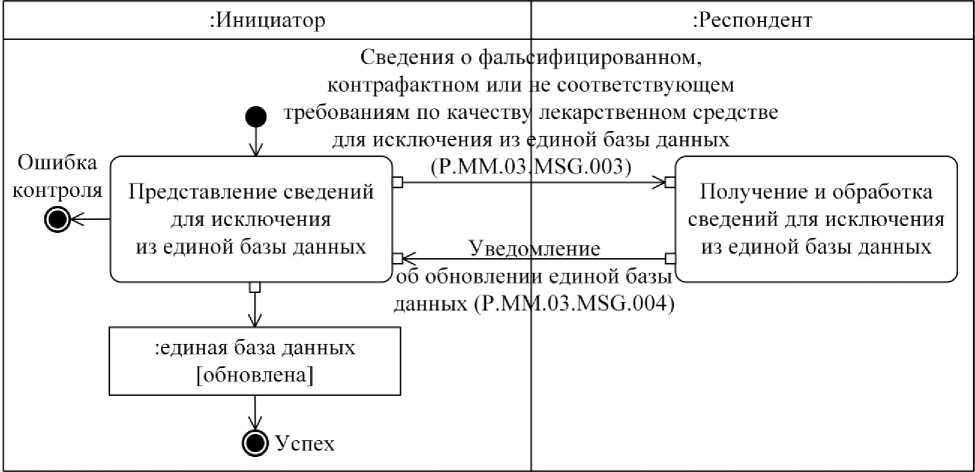 :Инициатор
:Респондент
Сведения о фальсифицированном,
контрафактном или не соответствующем
требованиям по качеству лекарственном средстве
для исключения из единой базы данных
(P.MM.03.MSG.003)
Ошибка
контроля
Представление сведений
для исключения
из единой базы данных
Получение и обработка
сведений для исключения
из единой базы данных
Уведомление
об обновлении единой базы
данных (P.MM.03.MSG.004)
:единая база данных
[обновлена]
Успех